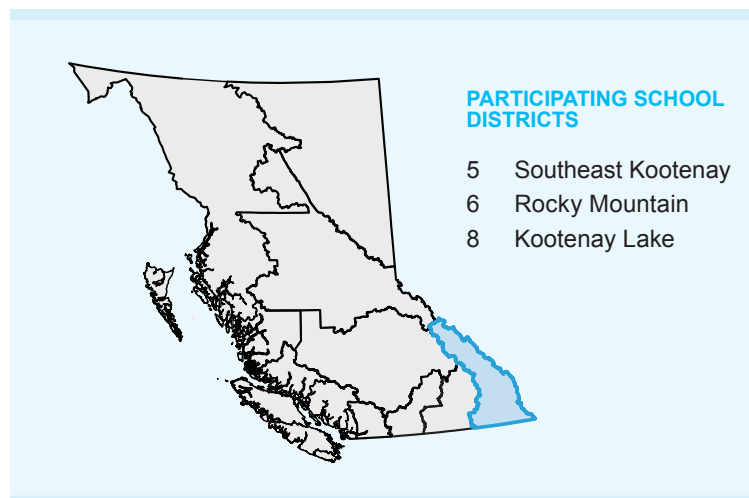 PARTICIPATING SCHOOL
DISTRICTS
5 Southeast Kootenay
6 Rocky Mountain
8 Kootenay Lake